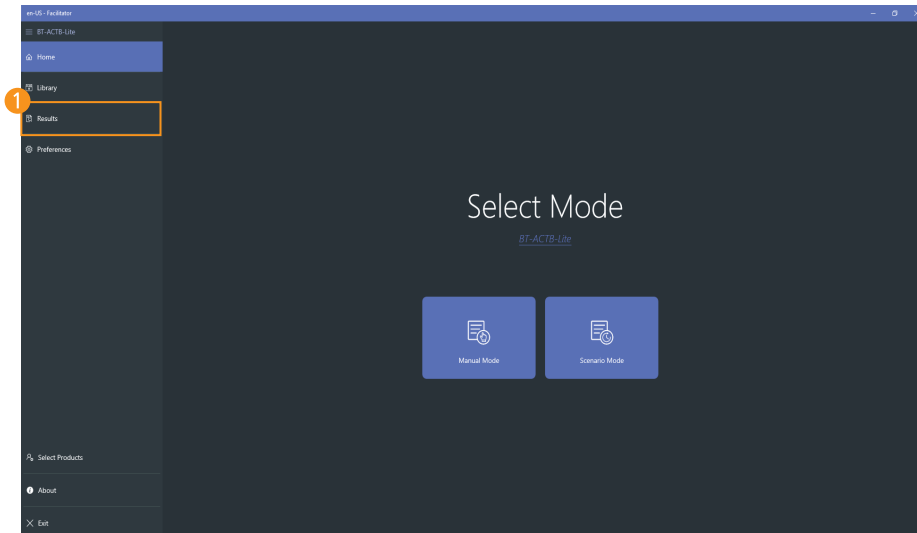 en-US - Facilitator
BT-ACTB-Lite
Home
Library
1
Results
Preferences
Select Mode
BT-ACTB-Lite
Manual Mode
Scenario Mode
Select Products
About
Exit